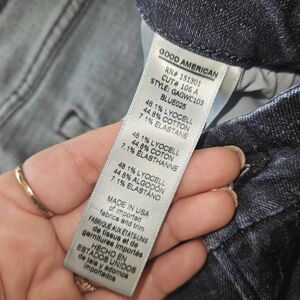 GOOD AMERICAN
RN# 151301
CUT# 106 A
STYLE: GAGWC103
BLUE025
48.1% LYOCELL
44.8% COTTON
7.1% ELASTANE
48.1% LYOCELL
44.8% COTON
7.1% ELASTHANNE
48.1% LYOCELL
44.8% ALGODÓN
7.1% ELASTANO
MADE IN USA
of imported
fabrics and trim
FABRIQUÉ AUX ETATS-UNIS
de tissus et de
garnitures importés
HECHO EN
ESTADOS UNIDOS
de tela y adornos
importados